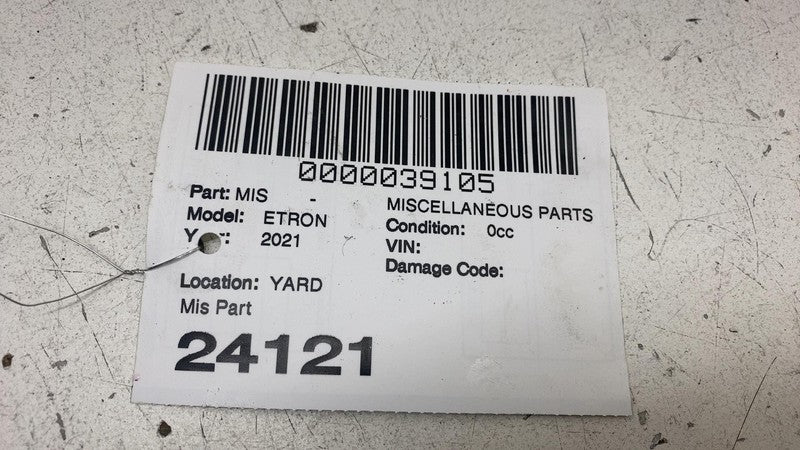 0000039105
Part: MIS - MISCELLANEOUS PARTS
Model: ETRON Condition: 0cc
2021 VIN:
Damage Code:
Location: YARD
Mis Part
24121